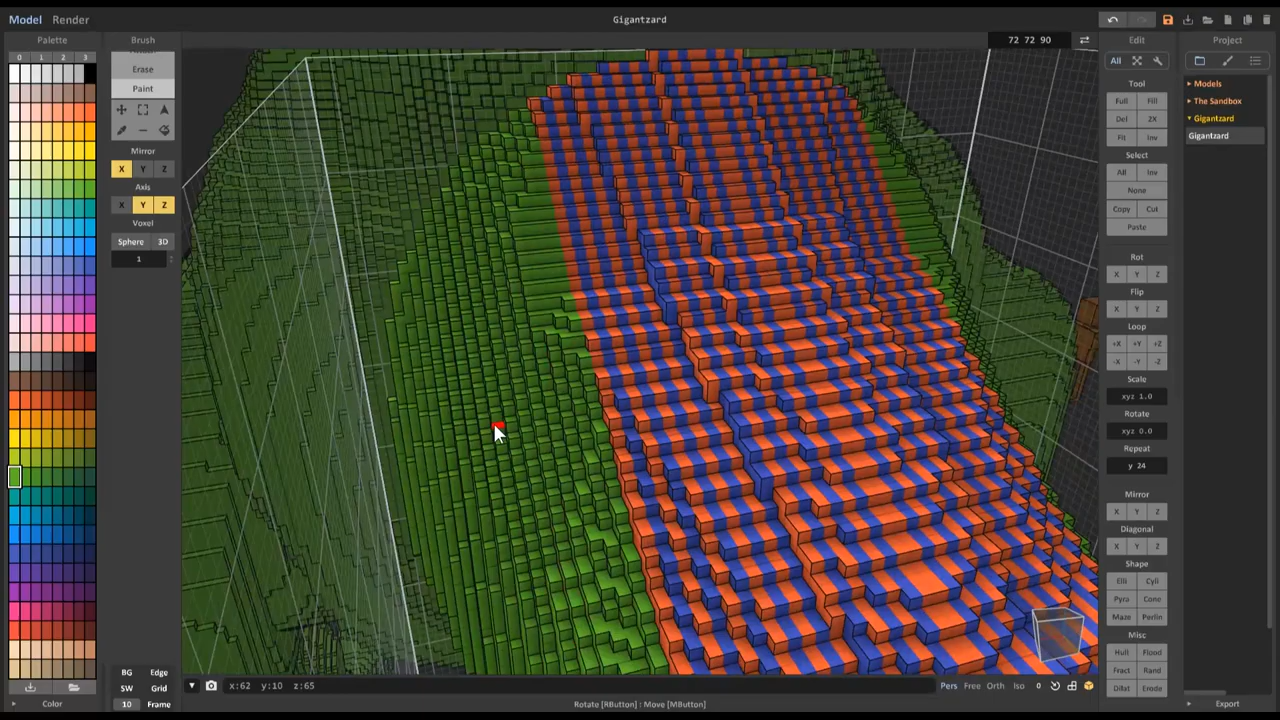 Model Render
Gigantzard
Palette
Brush
72 72 90
Edit
Project
0 1 2 3
Erase
Paint
All
Models
Tool
The Sandbox
Full Fill
Gigantzard
Del 2X
Gigantzard
Fit Inv
Mirror
Select
X Y Z
All Inv
Axis
None
X Y Z
Copy Cut
Voxel
Paste
Sphere 3D
1
Rot
X Y Z
Flip
X Y Z
Loop
+X +Y +Z
-X -Y -Z
Scale
xyz 1.0
Rotate
xyz 0.0
Repeat
y 24
Mirror
X Y Z
Diagonal
X Y Z
Shape
Elli Cyli
Pyra Cone
Maze Perlin
Misc
Hull Flood
Fract Rand
Dilat Erode
BG Edge
SW Grid
10 Frame
x:62 y:10 z:65
Pers Free Orth Iso 0
Color
Rotate [RButton] : Move [MButton]
Export